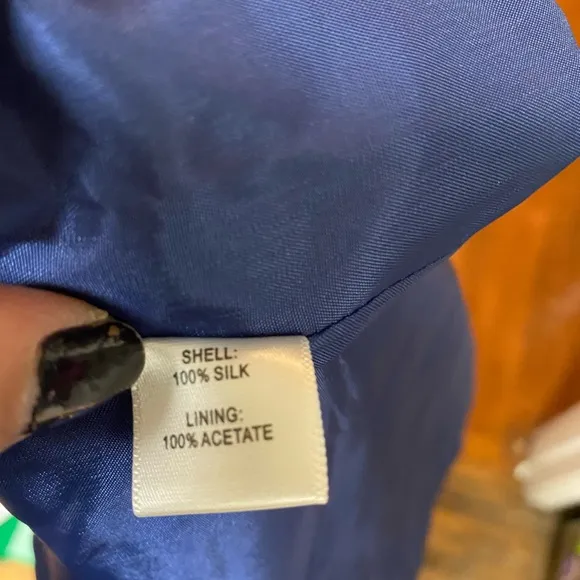 SHELL:
100% SILK
LINING:
100% ACETATE